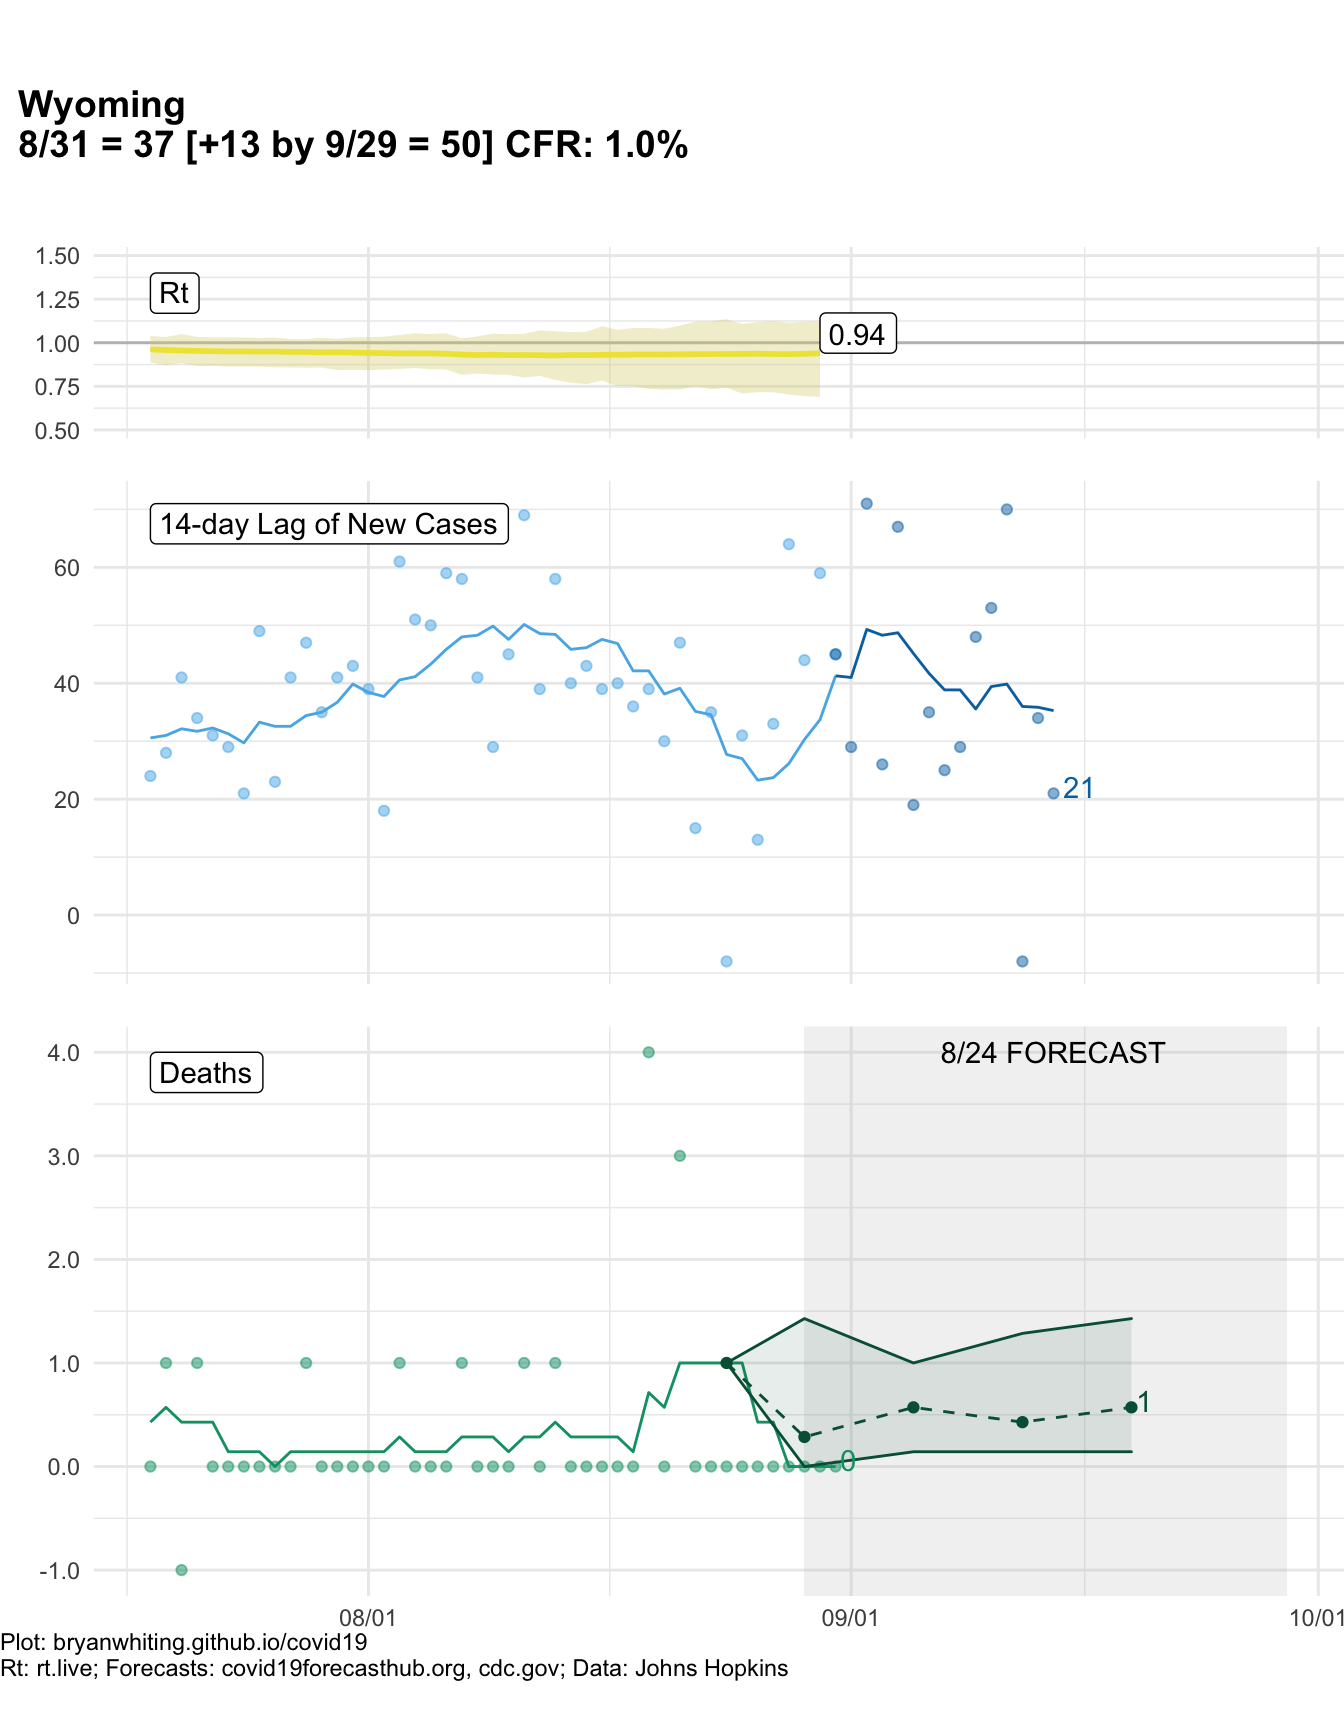 Wyoming
8/31 = 37 [+13 by 9/29 = 50] CFR: 1.0%
1.50
1.25
1.00
0.75
0.50
Rt
0.94
14-day Lag of New Cases
60
40
20
0
21
Deaths
8/24 FORECAST
4.0
3.0
2.0
1.0
0.0
-1.0
1
0
08/01
09/01
10/01
Plot: bryanwhiting.github.io/covid19
Rt: rt.live; Forecasts: covid19forecasthub.org, cdc.gov; Data: Johns Hopkins